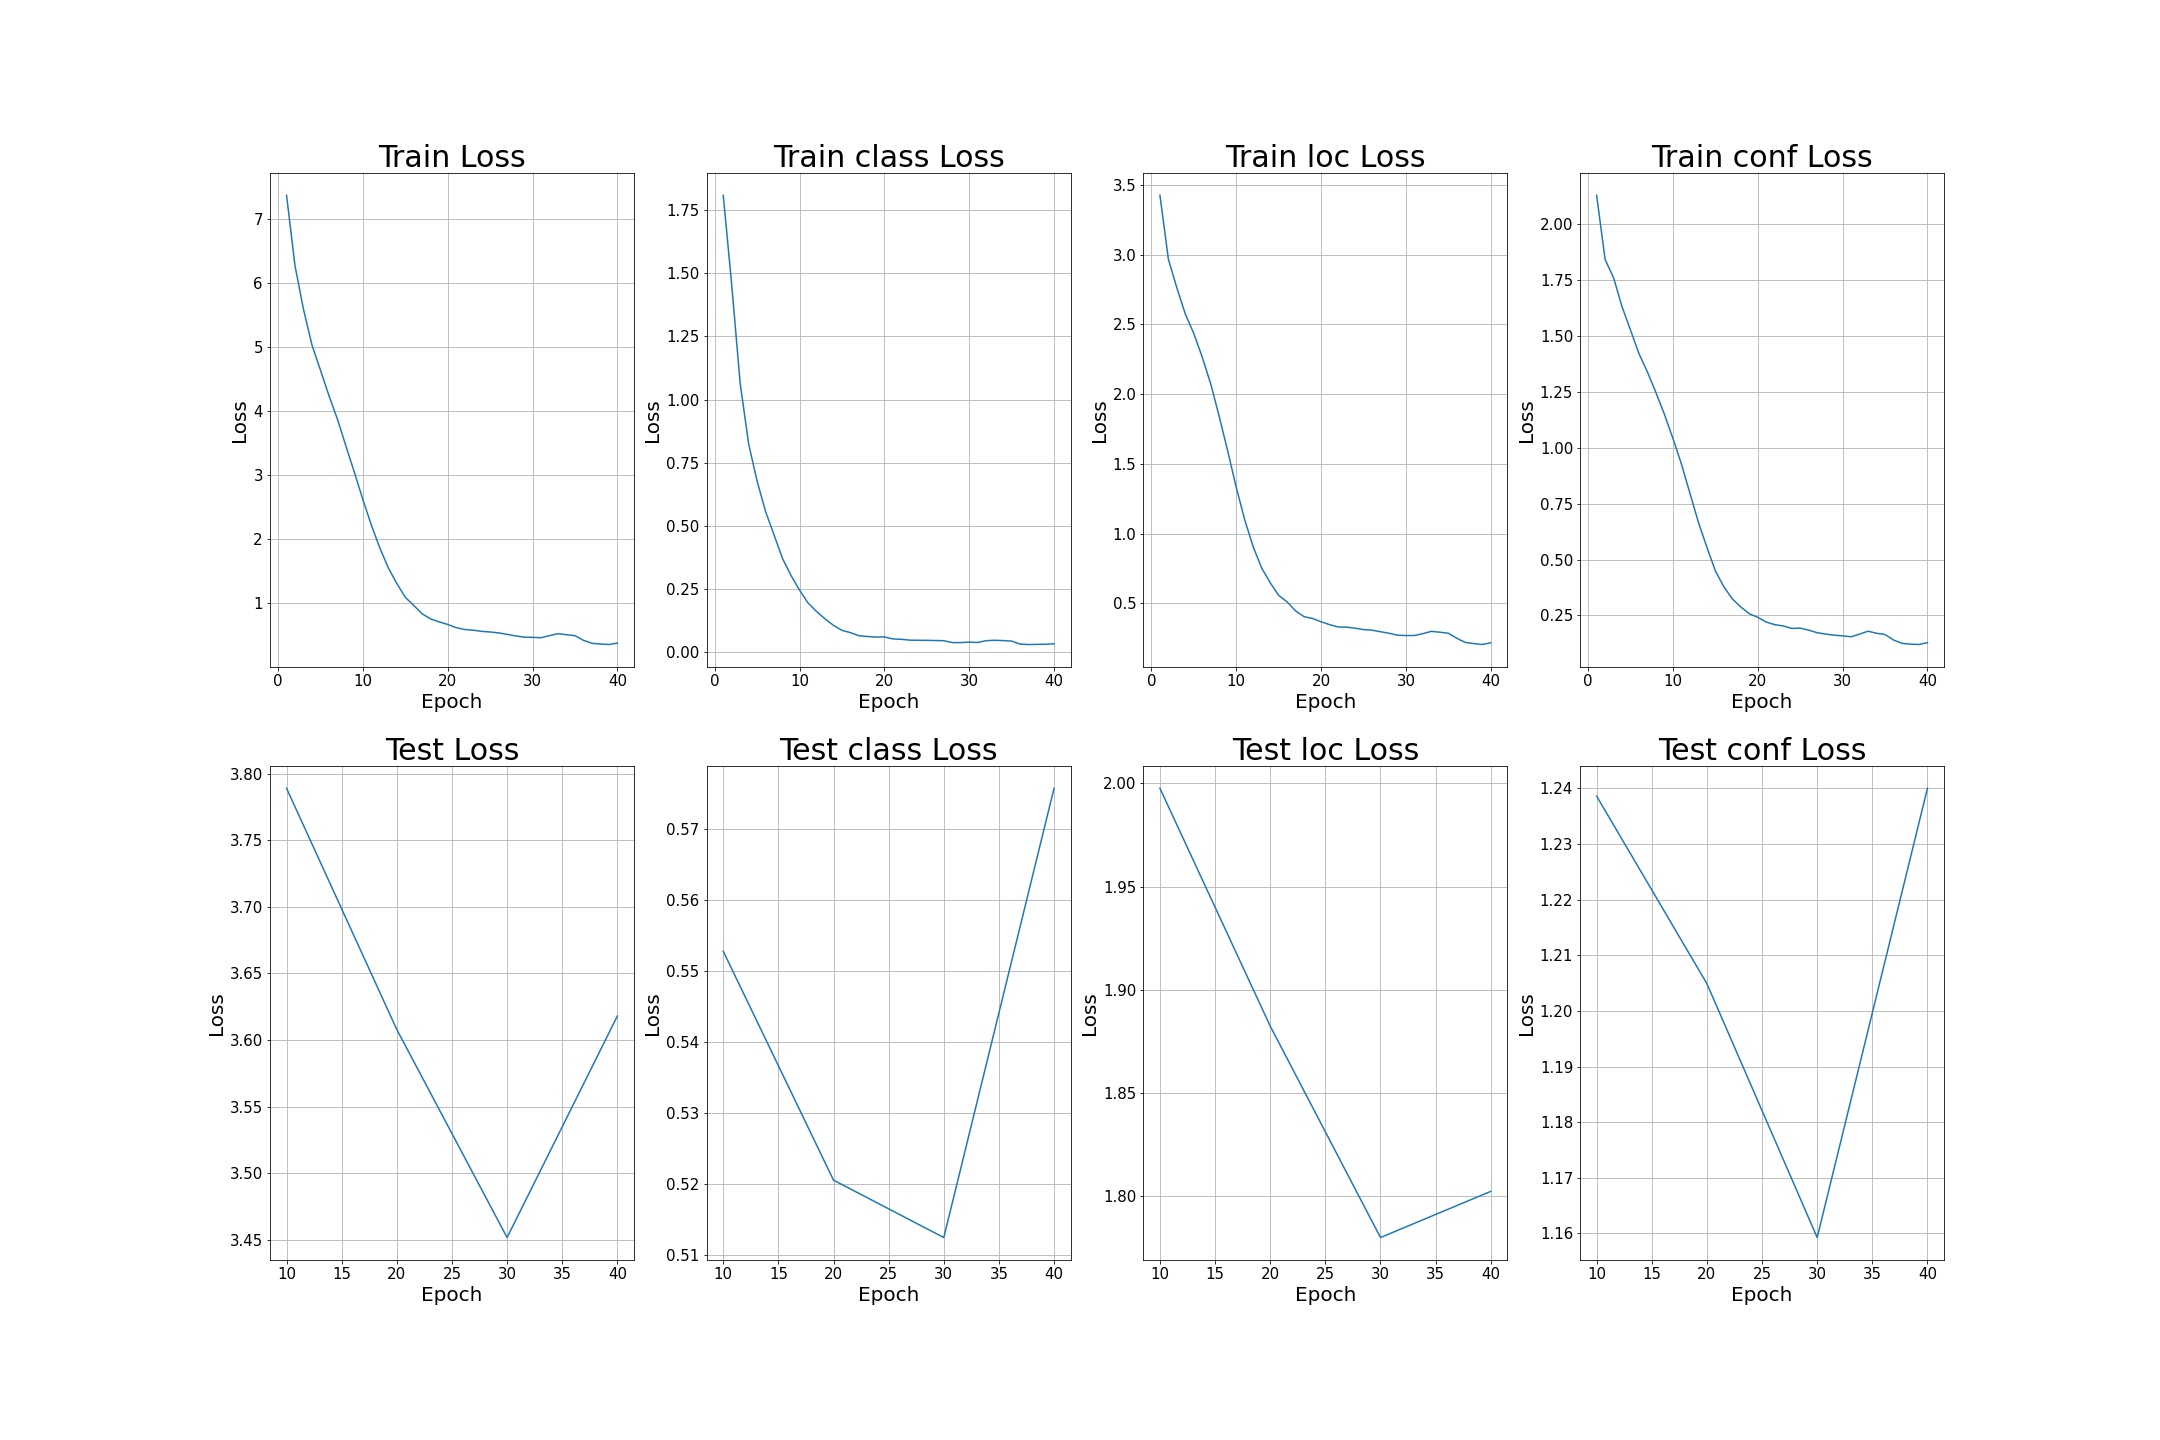 Train Loss
Train class Loss
Train loc Loss
Train conf Loss
Loss
7
6
5
4
3
2
1
0 10 20 30 40
Epoch
Loss
1.75
1.50
1.25
1.00
0.75
0.50
0.25
0.00
0 10 20 30 40
Epoch
Loss
3.5
3.0
2.5
2.0
1.5
1.0
0.5
0 10 20 30 40
Epoch
Loss
2.00
1.75
1.50
1.25
1.00
0.75
0.50
0.25
0 10 20 30 40
Epoch
Test Loss
Test class Loss
Test loc Loss
Test conf Loss
Loss
3.80
3.75
3.70
3.65
3.60
3.55
3.50
3.45
10 15 20 25 30 35 40
Epoch
Loss
0.57
0.56
0.55
0.54
0.53
0.52
0.51
10 15 20 25 30 35 40
Epoch
Loss
2.00
1.95
1.90
1.85
1.80
10 15 20 25 30 35 40
Epoch
Loss
1.24
1.23
1.22
1.21
1.20
1.19
1.18
1.17
1.16
10 15 20 25 30 35 40
Epoch